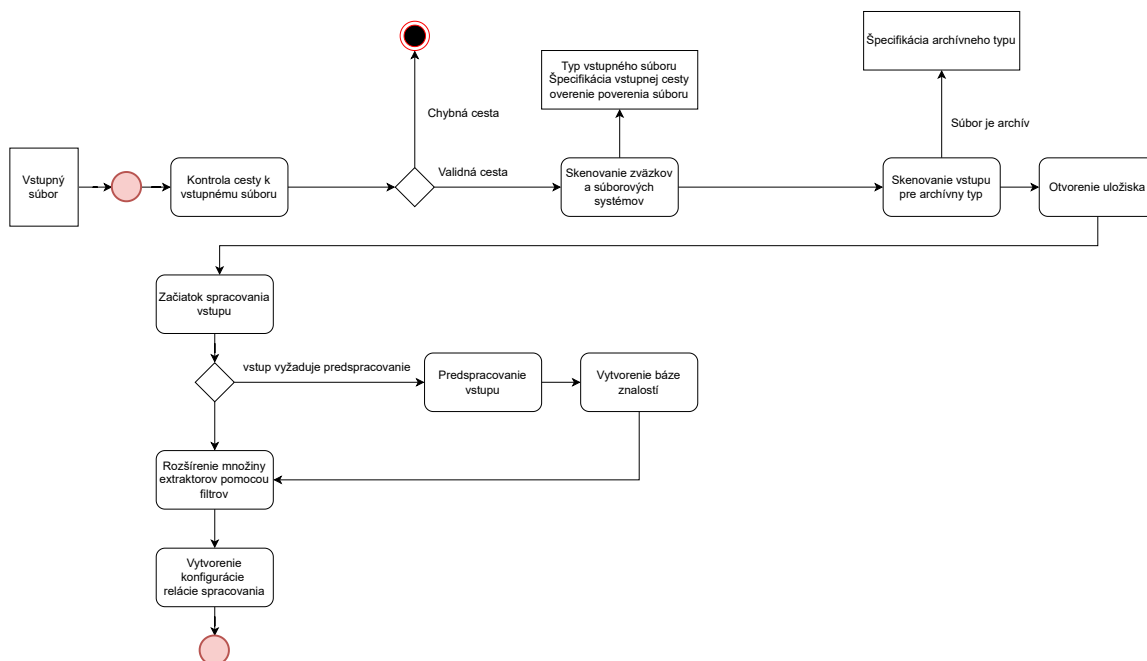 Špecifikácia archívneho typu
Typ vstupného súboru
Špecifikácia vstupnej cesty
overenie poverenia súboru
Chybná cesta
Súbor je archív
Vstupný
súbor
Kontrola cesty k
vstupnému súboru
Validná cesta
Skenovanie zväzkov
a súborových
systémov
Skenovanie vstupu
pre archívny typ
Otvorenie uložiska
Začiatok spracovania
vstupu
vstup vyžaduje predspracovanie
Predspracovanie
vstupu
Vytvorenie báze
znalostí
Rozšírenie množiny
extraktorov pomocou
filtrov
Vytvorenie
konfigurácie
relácie spracovania